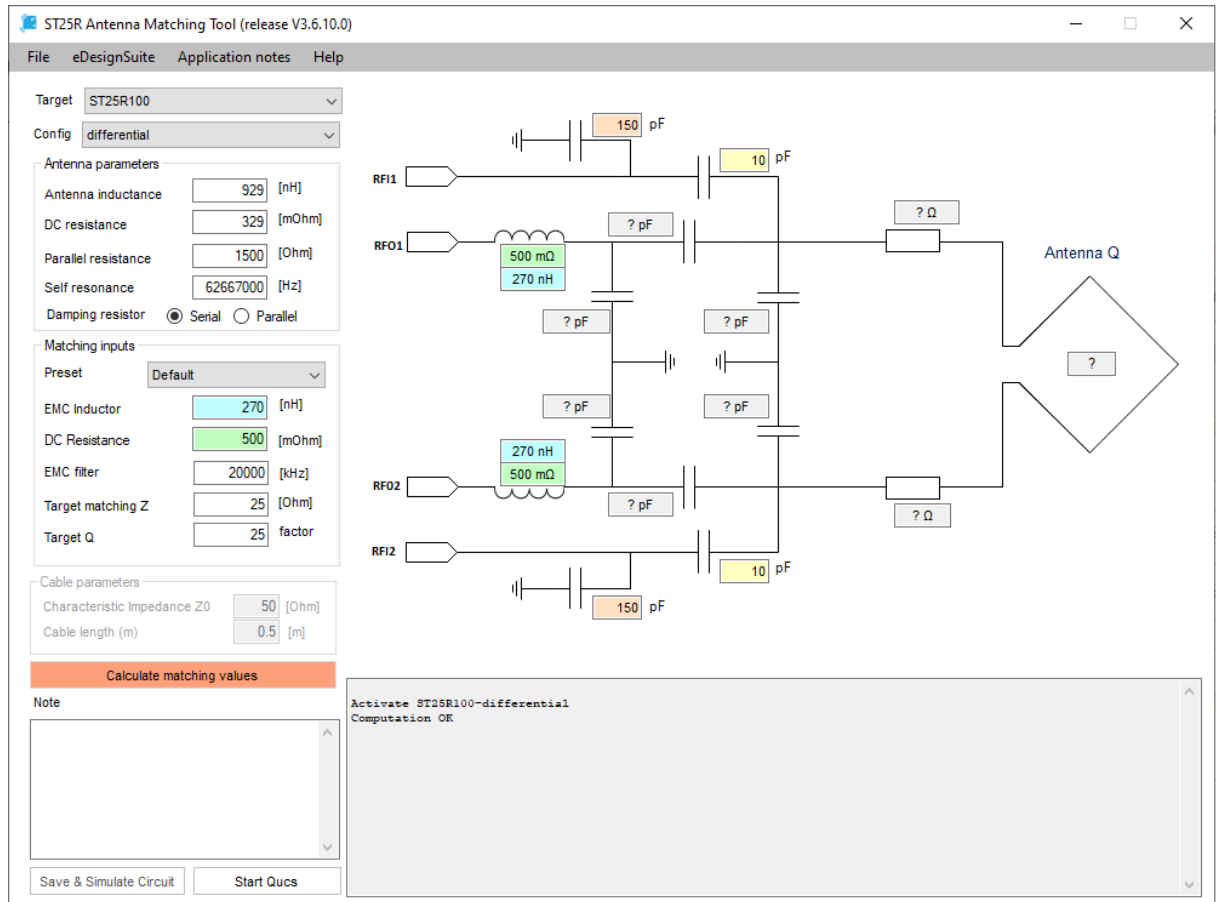 ST25R Antenna Matching Tool (release V3.6.10.0)
File eDesignSuite Application notes Help
Target ST25R100
Config differential
Antenna parameters
Antenna inductance 929 [nH]
DC resistance 329 [mOhm]
Parallel resistance 1500 [Ohm]
Self resonance 62667000 [Hz]
Damping resistor Serial Parallel
Matching inputs
Preset Default
EMC Inductor 270 [nH]
DC Resistance 500 [mOhm]
EMC filter 20000 [kHz]
Target matching Z 25 [Ohm]
Target Q 25 factor
Cable parameters
Characteristic Impedance Z0 50 [Ohm]
Cable length (m) 0.5 [m]
Calculate matching values
Note
Save & Simulate Circuit Start Qucs
150 pF
10 pF
RFI1
? pF
? Ω
RFO1
500 mΩ
270 nH
Antenna Q
? pF ? pF
?
? pF ? pF
270 nH
500 mΩ
RFO2
? pF
? Ω
RFI2
10 pF
150 pF
Activate ST25R100-differential
Computation OK